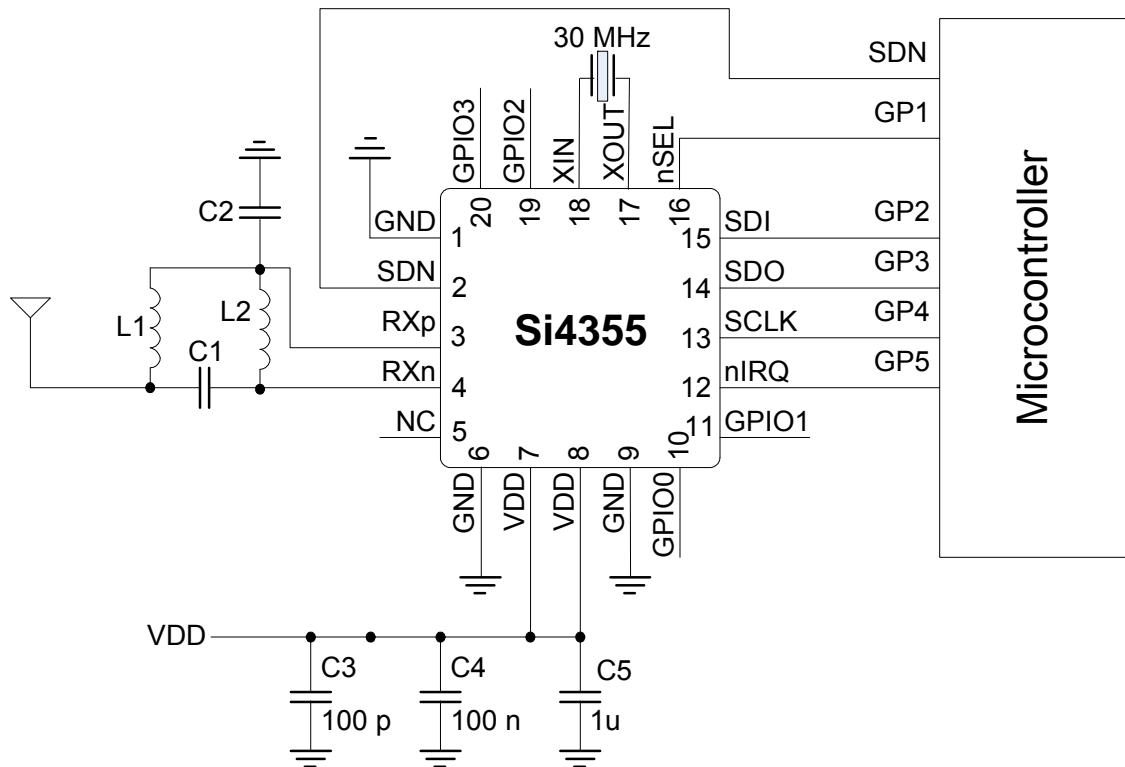 30 MHz
SDN
GP1
GPIO3
GPIO2
XIN
XOUT
nSEL
20
19
18
17
16
C2
GND
1
15
SDI
GP2
SDN
2
14
SDO
GP3
L1
L2
RXp
3
Si4355
13
SCLK
GP4
C1
RXn
4
12
nIRQ
GP5
NC
5
11
GPIO1
Microcontroller
6
7
8
9
10
GND
VDD
VDD
GND
GPIO0
VDD
C3
100 p
C4
100 n
C5
1u